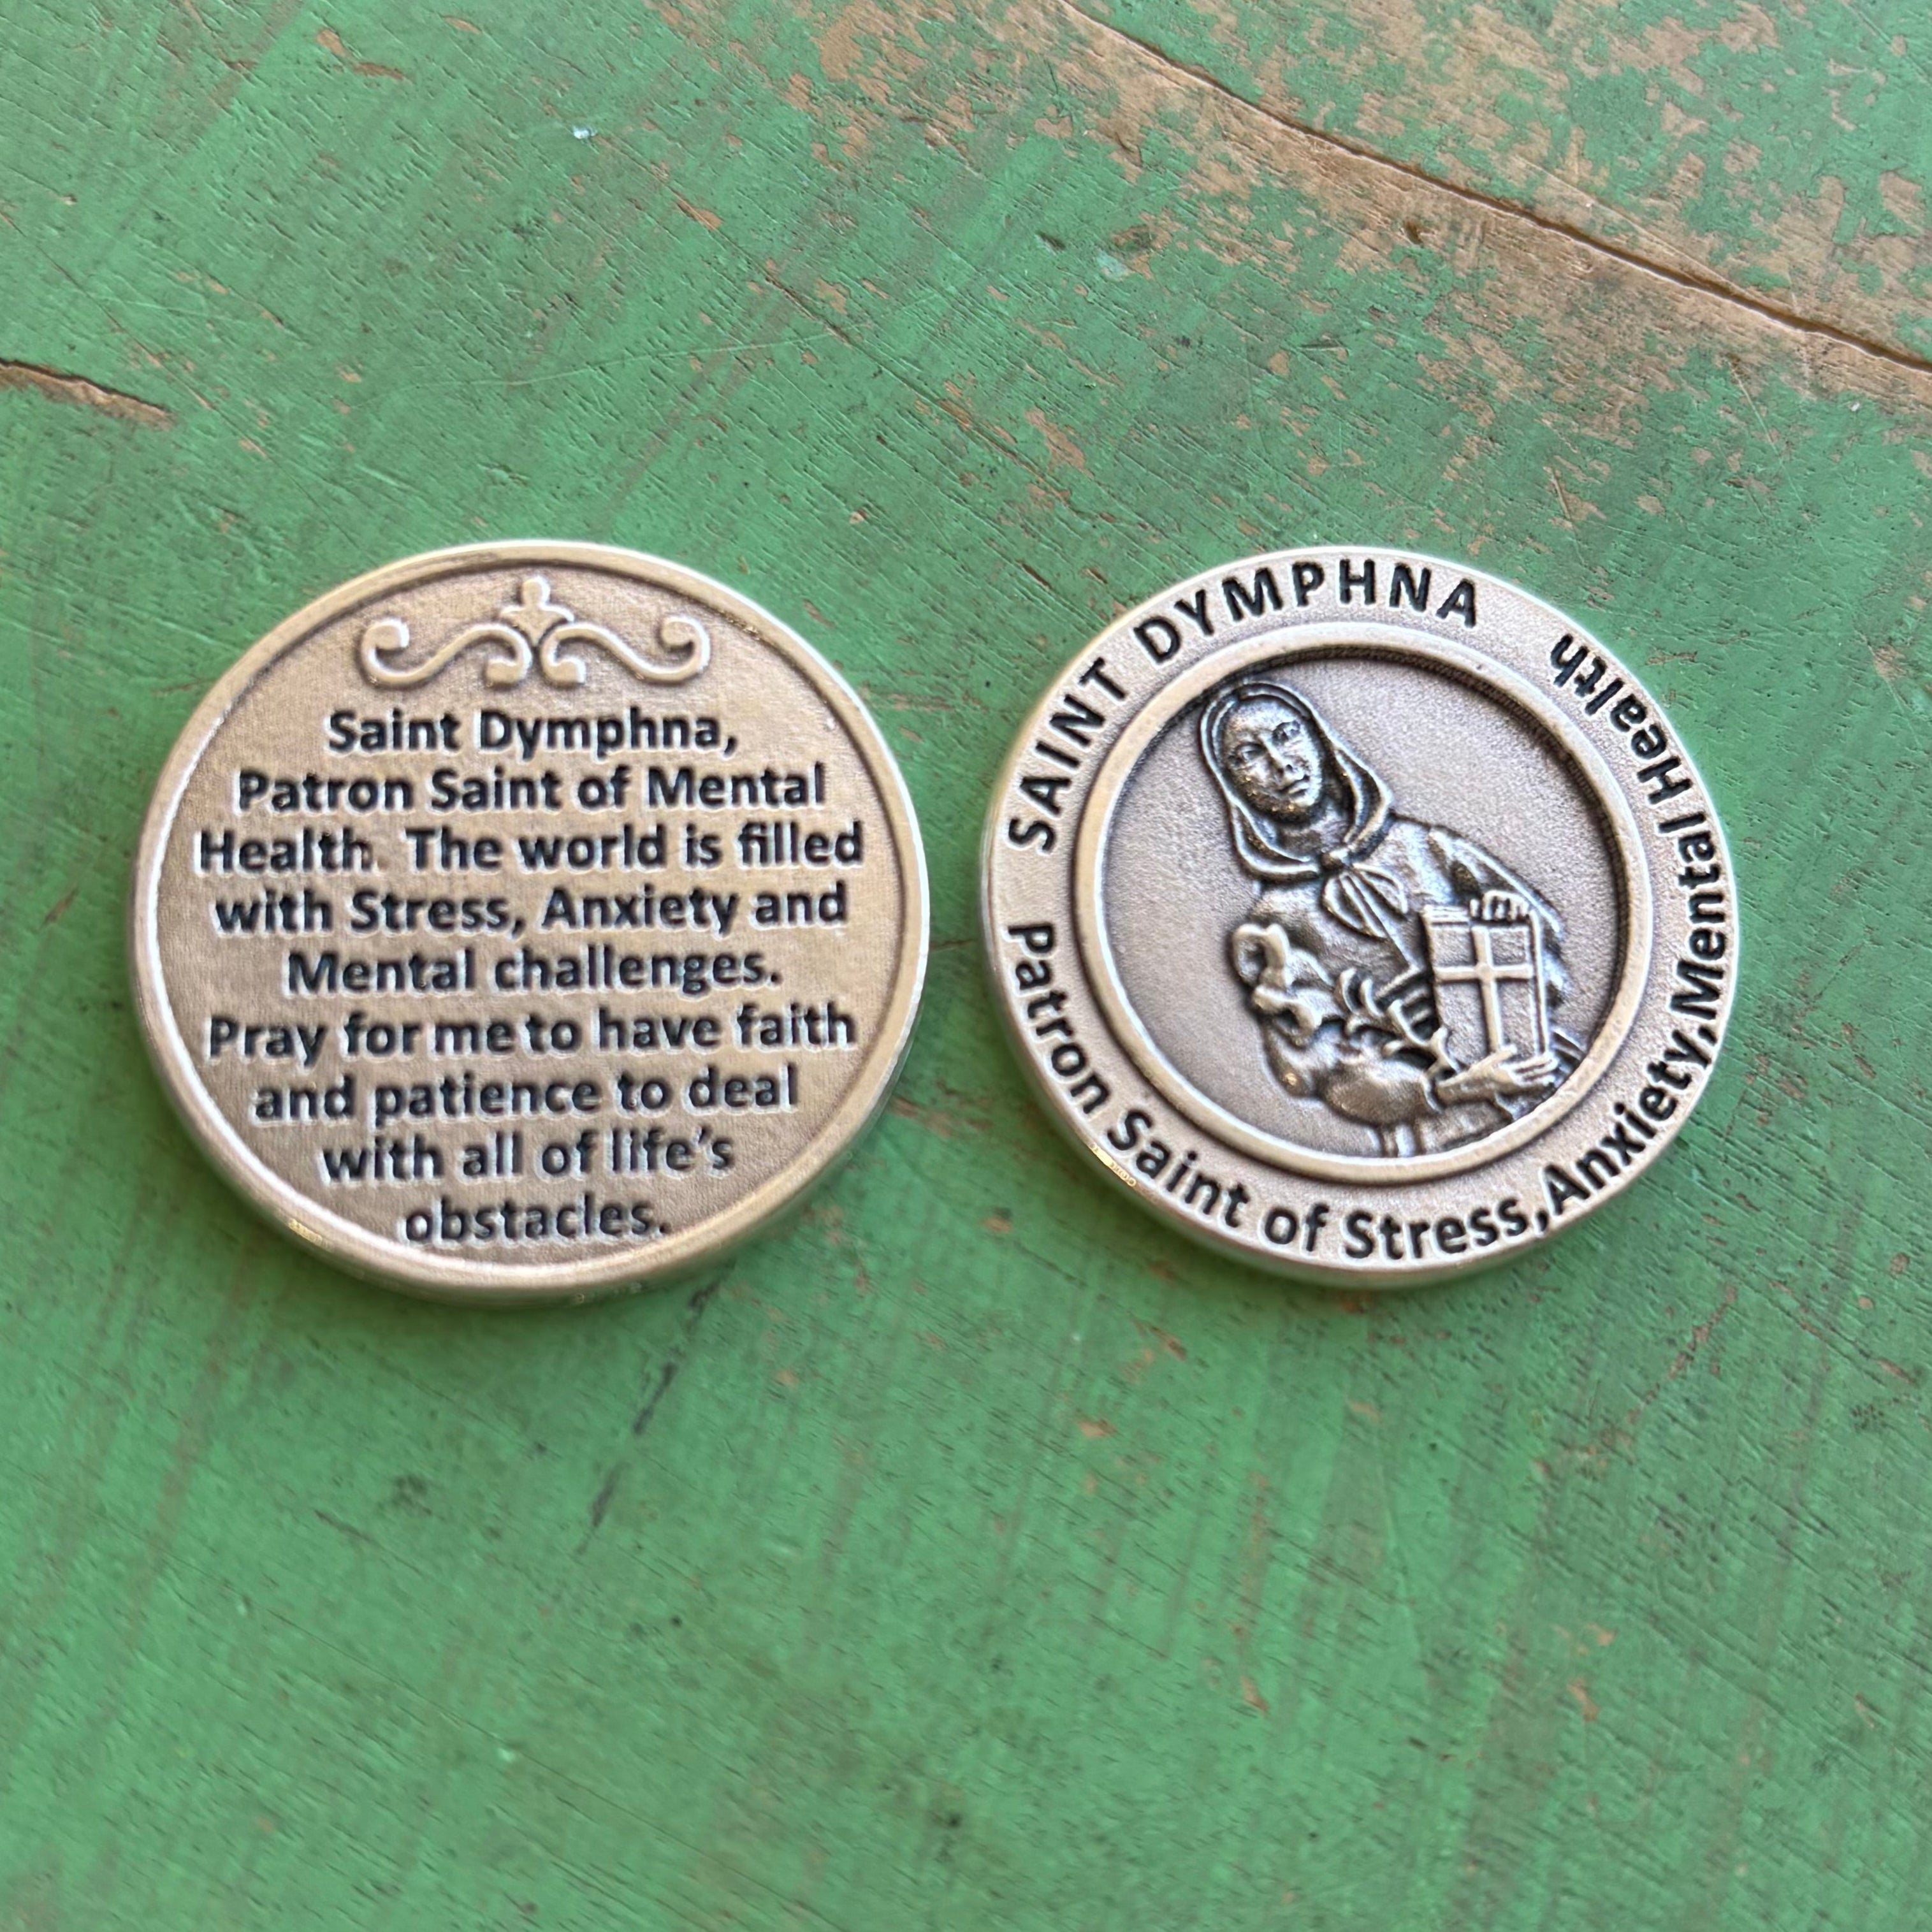 Saint Dymphna,
Patron Saint of Mental
Health. The world is filled
with Stress, Anxiety and
Mental challenges.
Pray for me to have faith
and patience to deal
with all of life's
obstacles.
SAINT DYMPHNA
Patron Saint of Stress,Anxiety,Mental Health